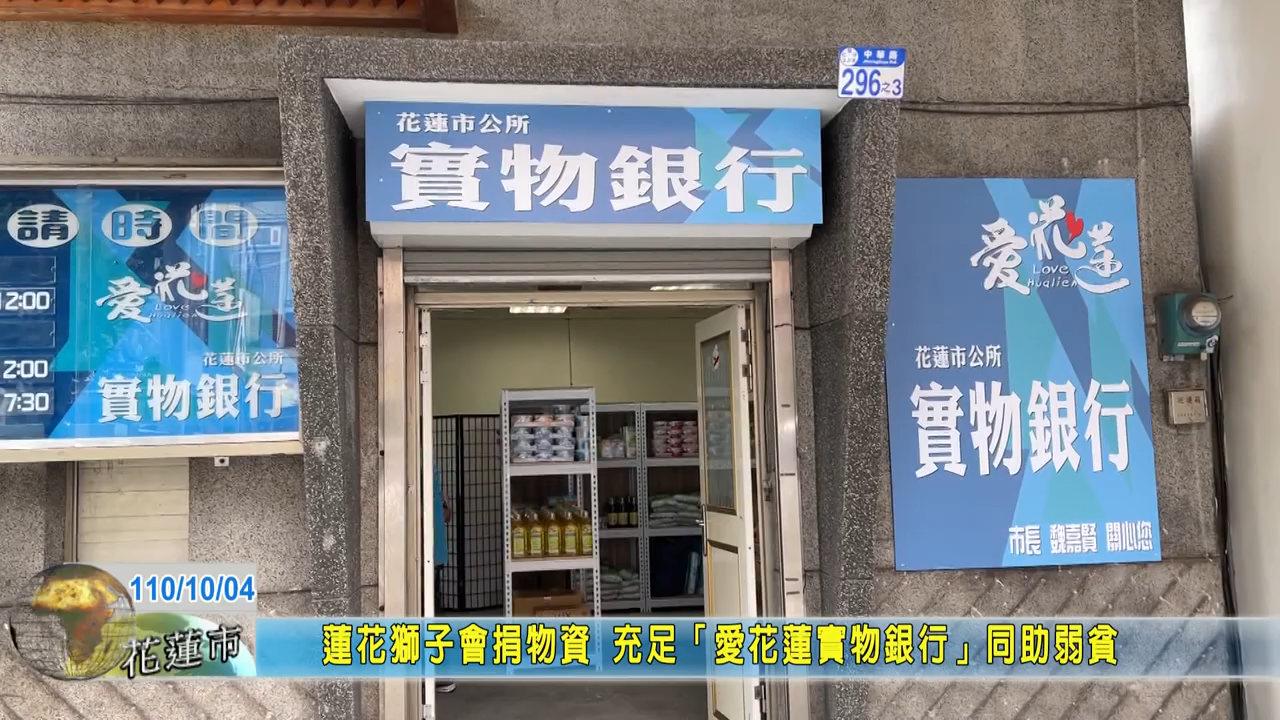 中華路
296之3
花蓮市公所
實物銀行
請時間
愛花蓮
Love
Hualien
2:00
2:00
7:30
花蓮市公所
實物銀行
愛花蓮
Love
Hualien
花蓮市公所
實物銀行
市長 魏嘉賢 關心您
110/10/04
花蓮市
蓮花獅子會捐物資 充足「愛花蓮實物銀行」同助弱貧